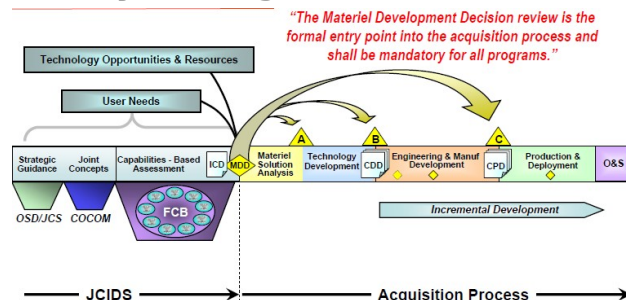 “The Materiel Development Decision review is the
formal entry point into the acquisition process and
shall be mandatory for all programs.”
Technology Opportunities & Resources
User Needs
A
B
C
Strategic
Guidance
Joint
Concepts
Capabilities - Based
Assessment
ICD
MDD
Materiel
Solution
Analysis
Technology
Development
CDD
Engineering & Manuf
Development
CPD
Production &
Deployment
O&S
OSD/JCS
COCOM
FCB
Incremental Development
JCIDS
Acquisition Process